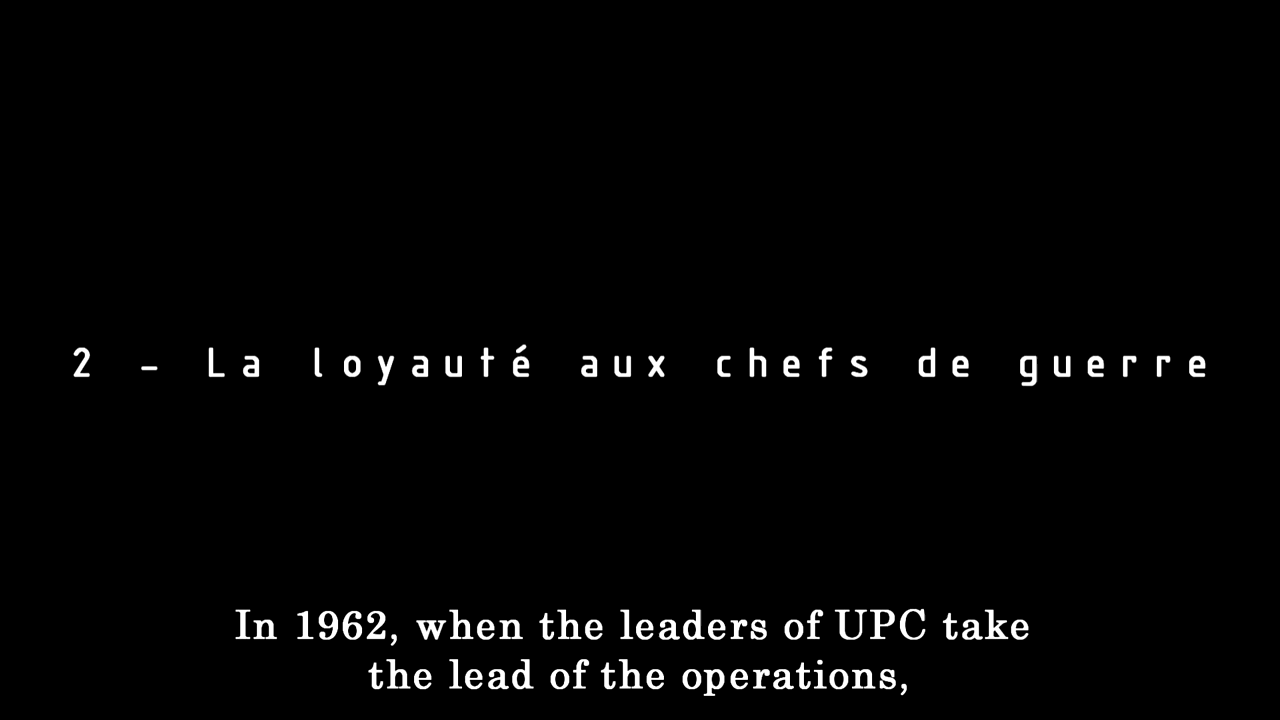 2 - La loyauté aux chefs de guerre
In 1962, when the leaders of UPC take
the lead of the operations,